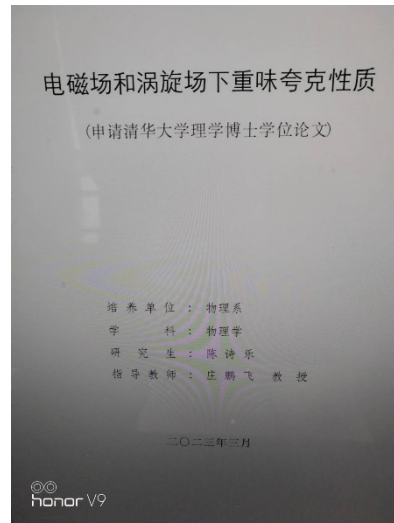 电磁场和涡旋场下重味夸克性质
(申请清华大学理学博士学位论文)
培养单位：物理系
学科：物理学
研究生：陈诗乐
指导教师：庄鹏飞 教授
二〇二三年三月
honor V9